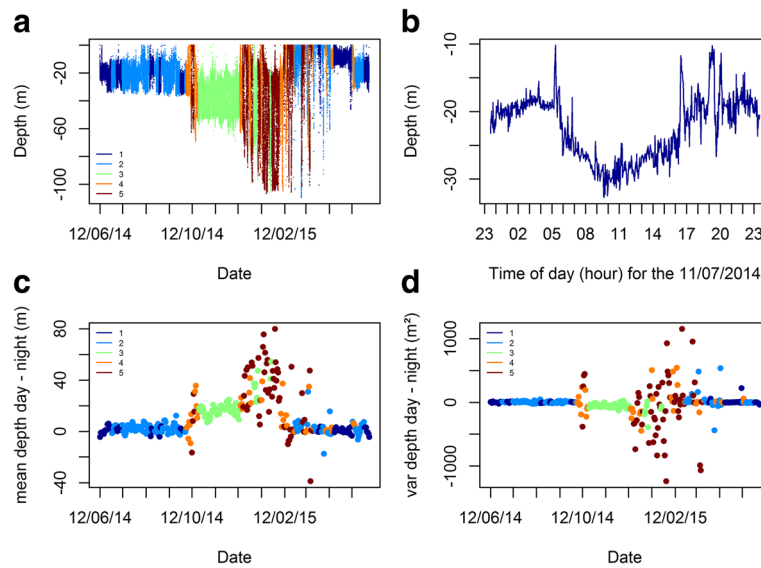 a
Depth (m)
-20
-60
-100
1
2
3
4
5
12/06/14 12/10/14 12/02/15
Date
b
Depth (m)
-10
-20
-30
23 02 05 08 11 14 17 20 23
Time of day (hour) for the 11/07/2014
c
mean depth day - night (m)
80
40
0
-40
1
2
3
4
5
12/06/14 12/10/14 12/02/15
Date
d
var depth day - night (m²)
1000
0
-1000
1
2
3
4
5
12/06/14 12/10/14 12/02/15
Date